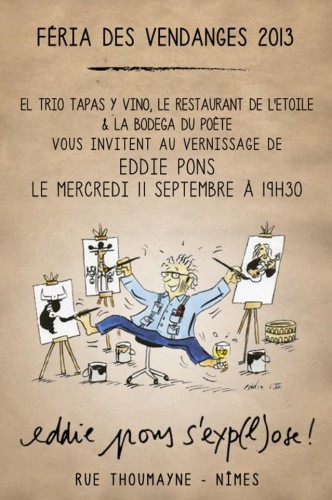 FÉRIA DES VENDANGES 2013
EL TRIO TAPAS Y VINO, LE RESTAURANT DE L'ETOILE
& LA BODEGA DU POÈTE
VOUS INVITENT AU VERNISSAGE DE
EDDIE PONS
LE MERCREDI 11 SEPTEMBRE À 19H30
eddie pons s'exp(l)ose!
RUE THOUMAYNE - NÎMES